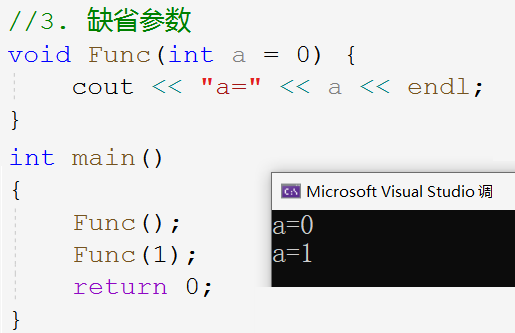 //3. 缺省参数
void Func(int a = 0) {
    cout << "a=" << a << endl;
}
int main()
{
    Func();
    Func(1);
    return 0;
}
C:\ Microsoft Visual Studio 调
a=0
a=1